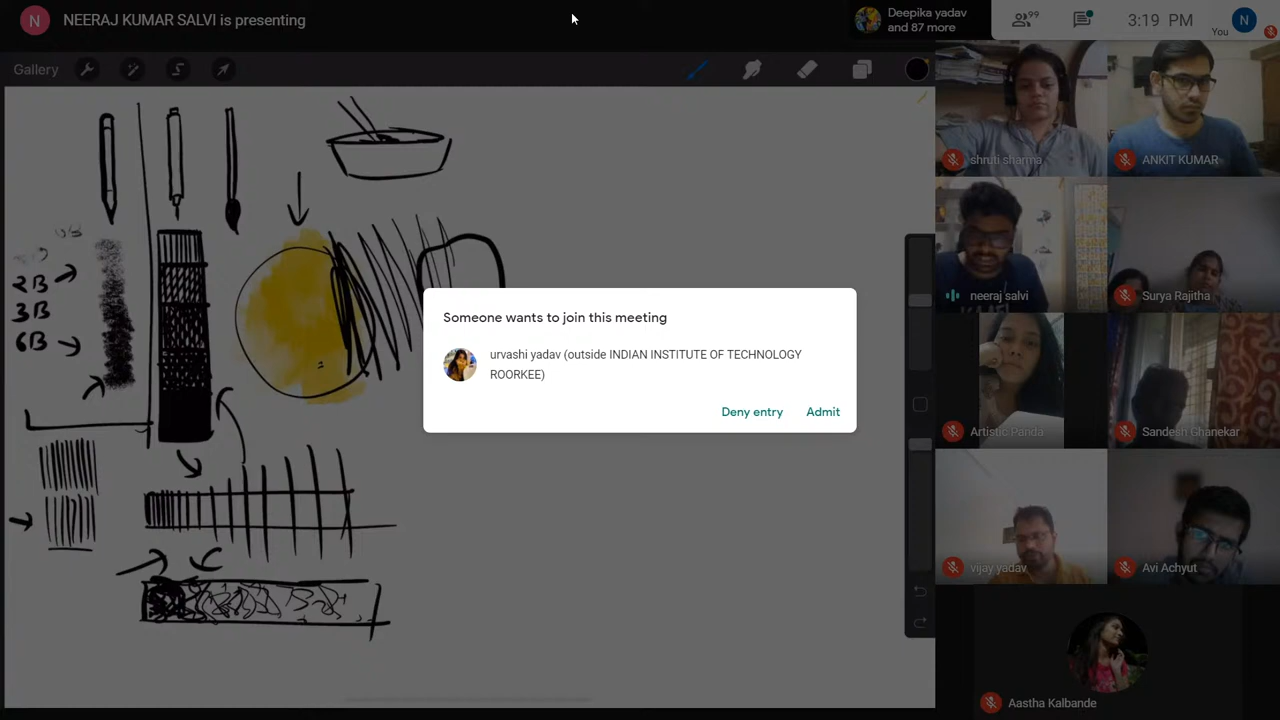 N NEERAJ KUMAR SALVI is presenting
Deepika yadav
and 87 more
99
3:19 PM
You
N
Gallery
shruti sharma
ANKIT KUMAR
neeraj salvi
Surya Rajitha
Artistic Panda
Sandesh Ghanekar
vijay yadav
Avi Achyut
Aastha Kalbande
2B
3B
6B
Someone wants to join this meeting
urvashi yadav (outside INDIAN INSTITUTE OF TECHNOLOGY
ROORKEE)
Deny entry Admit